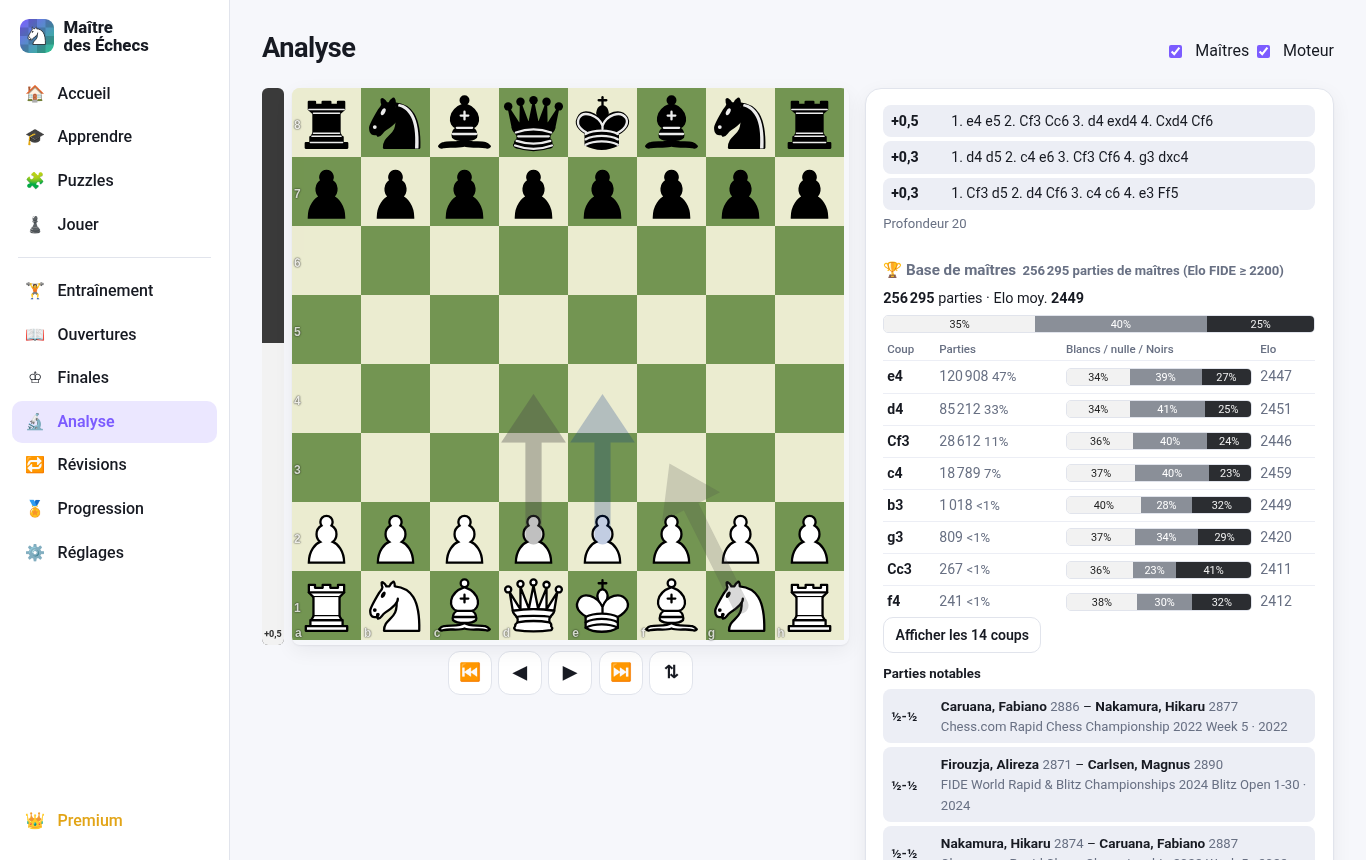 Maître
des Échecs
Accueil
Apprendre
Puzzles
Jouer
Entraînement
Ouvertures
Finales
Analyse
Révisions
Progression
Réglages
Premium
Analyse
Maîtres Moteur
8
7
6
5
4
3
2
1
a b c d e f g h
+0,5
+0,5 1. e4 e5 2. Cf3 Cc6 3. d4 exd4 4. Cxd4 Cf6
+0,3 1. d4 d5 2. c4 e6 3. Cf3 Cf6 4. g3 dxc4
+0,3 1. Cf3 d5 2. d4 Cf6 3. c4 c6 4. e3 Ff5
Profondeur 20
Base de maîtres 256 295 parties de maîtres (Elo FIDE ≥ 2200)
256 295 parties · Elo moy. 2449
35% 40% 25%
Coup Parties Blancs / nulle / Noirs Elo
e4 120 908 47% 34% 39% 27% 2447
d4 85 212 33% 34% 41% 25% 2451
Cf3 28 612 11% 36% 40% 24% 2446
c4 18 789 7% 37% 40% 23% 2459
b3 1 018 <1% 40% 28% 32% 2449
g3 809 <1% 37% 34% 29% 2420
Cc3 267 <1% 36% 23% 41% 2411
f4 241 <1% 38% 30% 32% 2412
Afficher les 14 coups
Parties notables
½-½ Caruana, Fabiano 2886 – Nakamura, Hikaru 2877
Chess.com Rapid Chess Championship 2022 Week 5 · 2022
½-½ Firouzja, Alireza 2871 – Carlsen, Magnus 2890
FIDE World Rapid & Blitz Championships 2024 Blitz Open 1-30 ·
2024
½-½ Nakamura, Hikaru 2874 – Caruana, Fabiano 2887